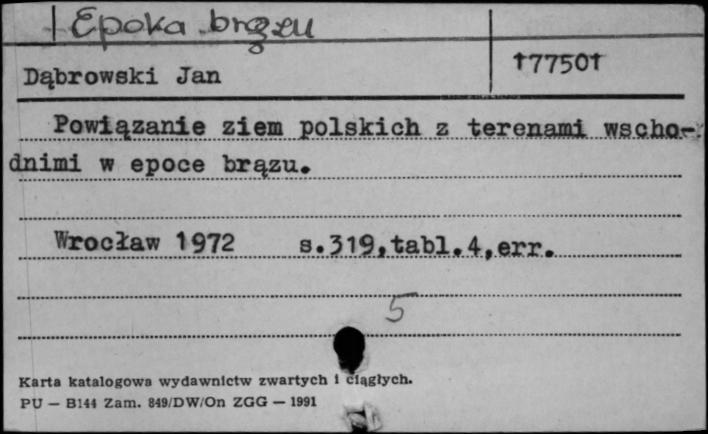 Epoka brązu
Dąbrowski Jan
†77501
Powiązanie ziem polskich z terenami wscho-
dnimi w epoce brązu.
Wrocław 1972 s.319,tabl.4,err.
5
Karta katalogowa wydawnictw zwartych i ciągłych.
PU — B144 Zam. 849/DW/On ZGG — 1991